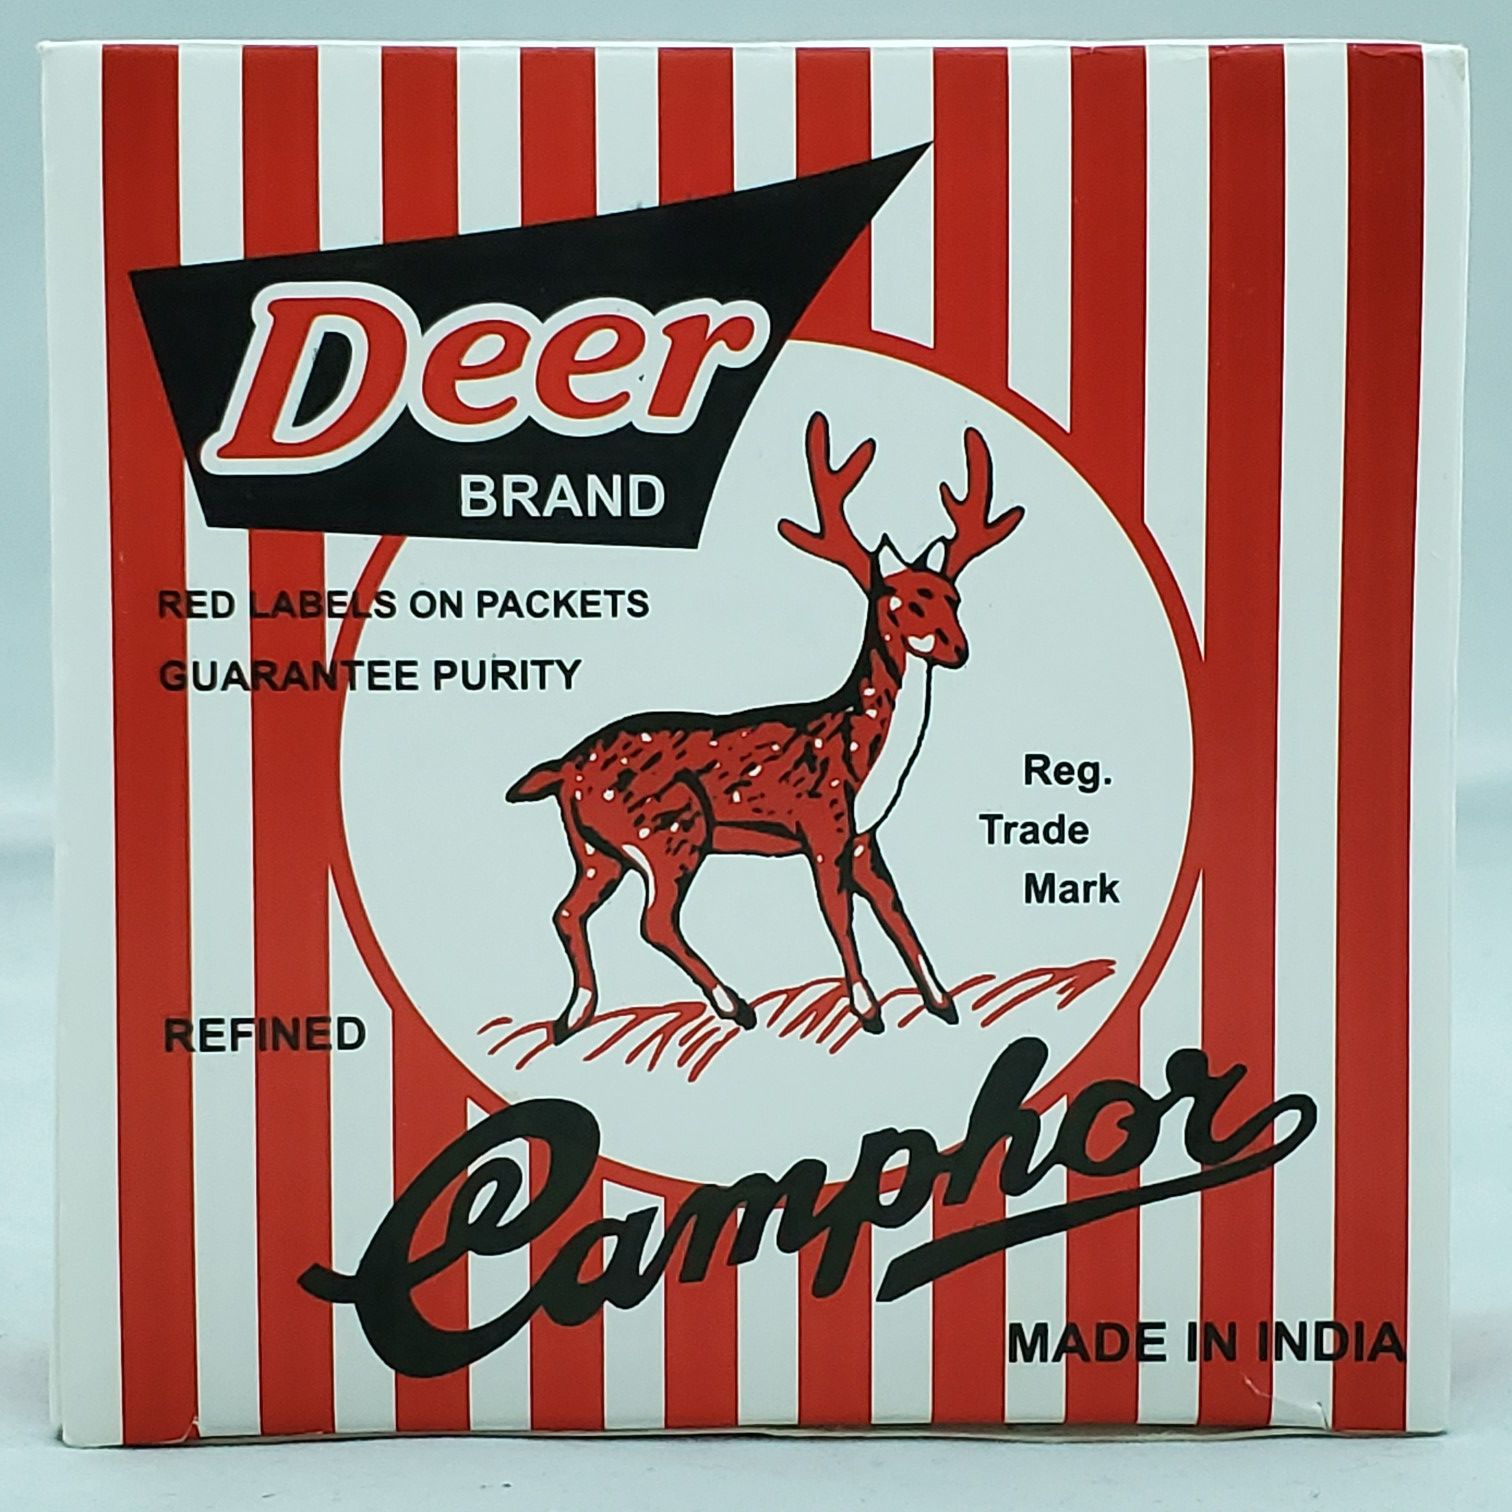 Deer
BRAND
RED LABELS ON PACKETS
GUARANTEE PURITY
Reg.
Trade
Mark
REFINED
Camphor
MADE IN INDIA